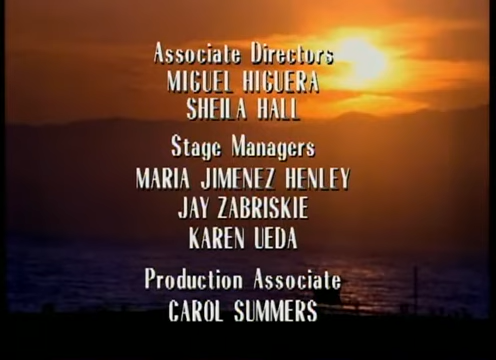 Associate Directors
MIGUEL HIGUERA
SHEILA HALL
Stage Managers
MARIA JIMENEZ HENLEY
JAY ZABRISKIE
KAREN UEDA
Production Associate
CAROL SUMMERS